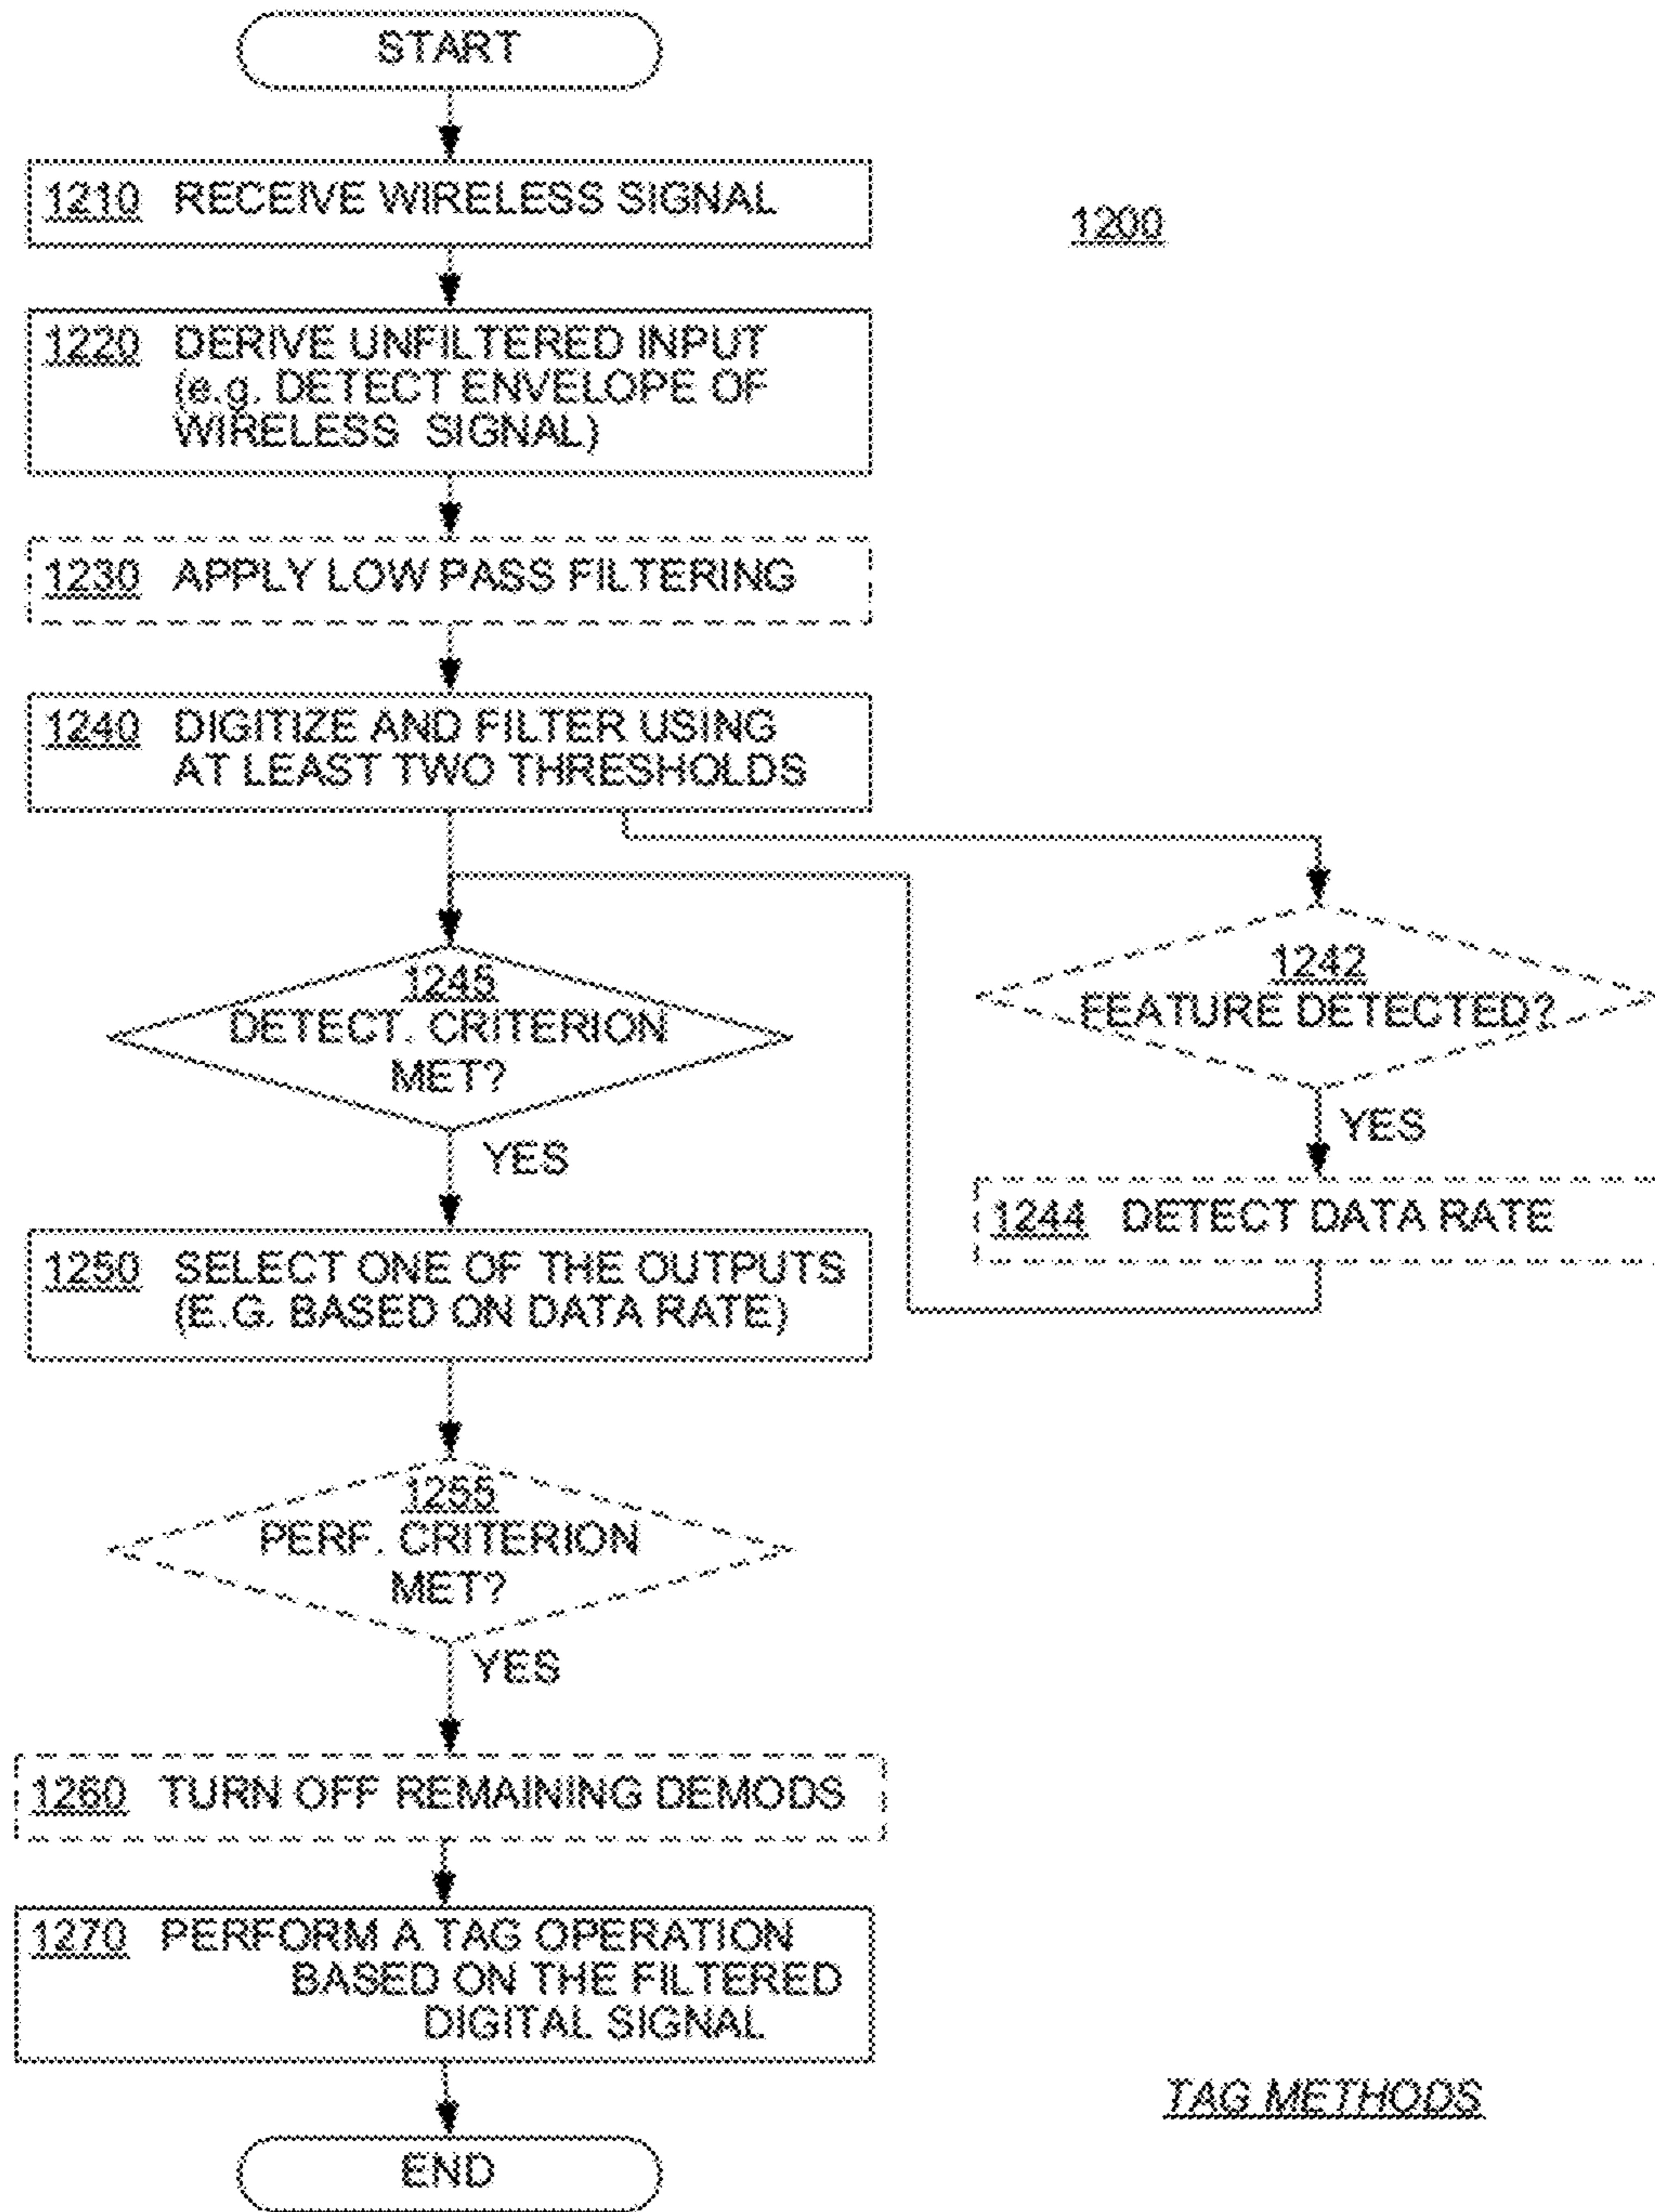 START
1210 RECEIVE WIRELESS SIGNAL
1200
1220 DERIVE UNFILTERED INPUT
(e.g. DETECT ENVELOPE OF
WIRELESS SIGNAL)
1230 APPLY LOW PASS FILTERING
1240 DIGITIZE AND FILTER USING
AT LEAST TWO THRESHOLDS
1245
DETECT. CRITERION
MET?
YES
1242
FEATURE DETECTED?
YES
1244 DETECT DATA RATE
1250 SELECT ONE OF THE OUTPUTS
(E.G. BASED ON DATA RATE)
1255
PERF. CRITERION
MET?
YES
1260 TURN OFF REMAINING DEMODS
1270 PERFORM A TAG OPERATION
BASED ON THE FILTERED
DIGITAL SIGNAL
TAG METHODS
END